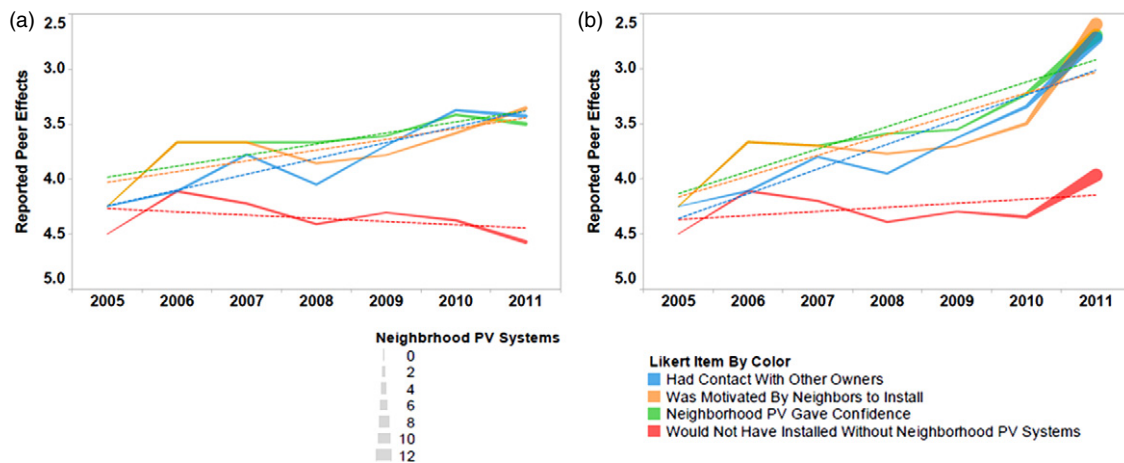 (a)
Reported Peer Effects
2.5
3.0
3.5
4.0
4.5
5.0
2005 2006 2007 2008 2009 2010 2011
(b)
Reported Peer Effects
2.5
3.0
3.5
4.0
4.5
5.0
2005 2006 2007 2008 2009 2010 2011
Neighbrhood PV Systems
0
2
4
6
8
10
12
Likert Item By Color
Had Contact With Other Owners
Was Motivated By Neighbors to Install
Neighborhood PV Gave Confidence
Would Not Have Installed Without Neighborhood PV Systems